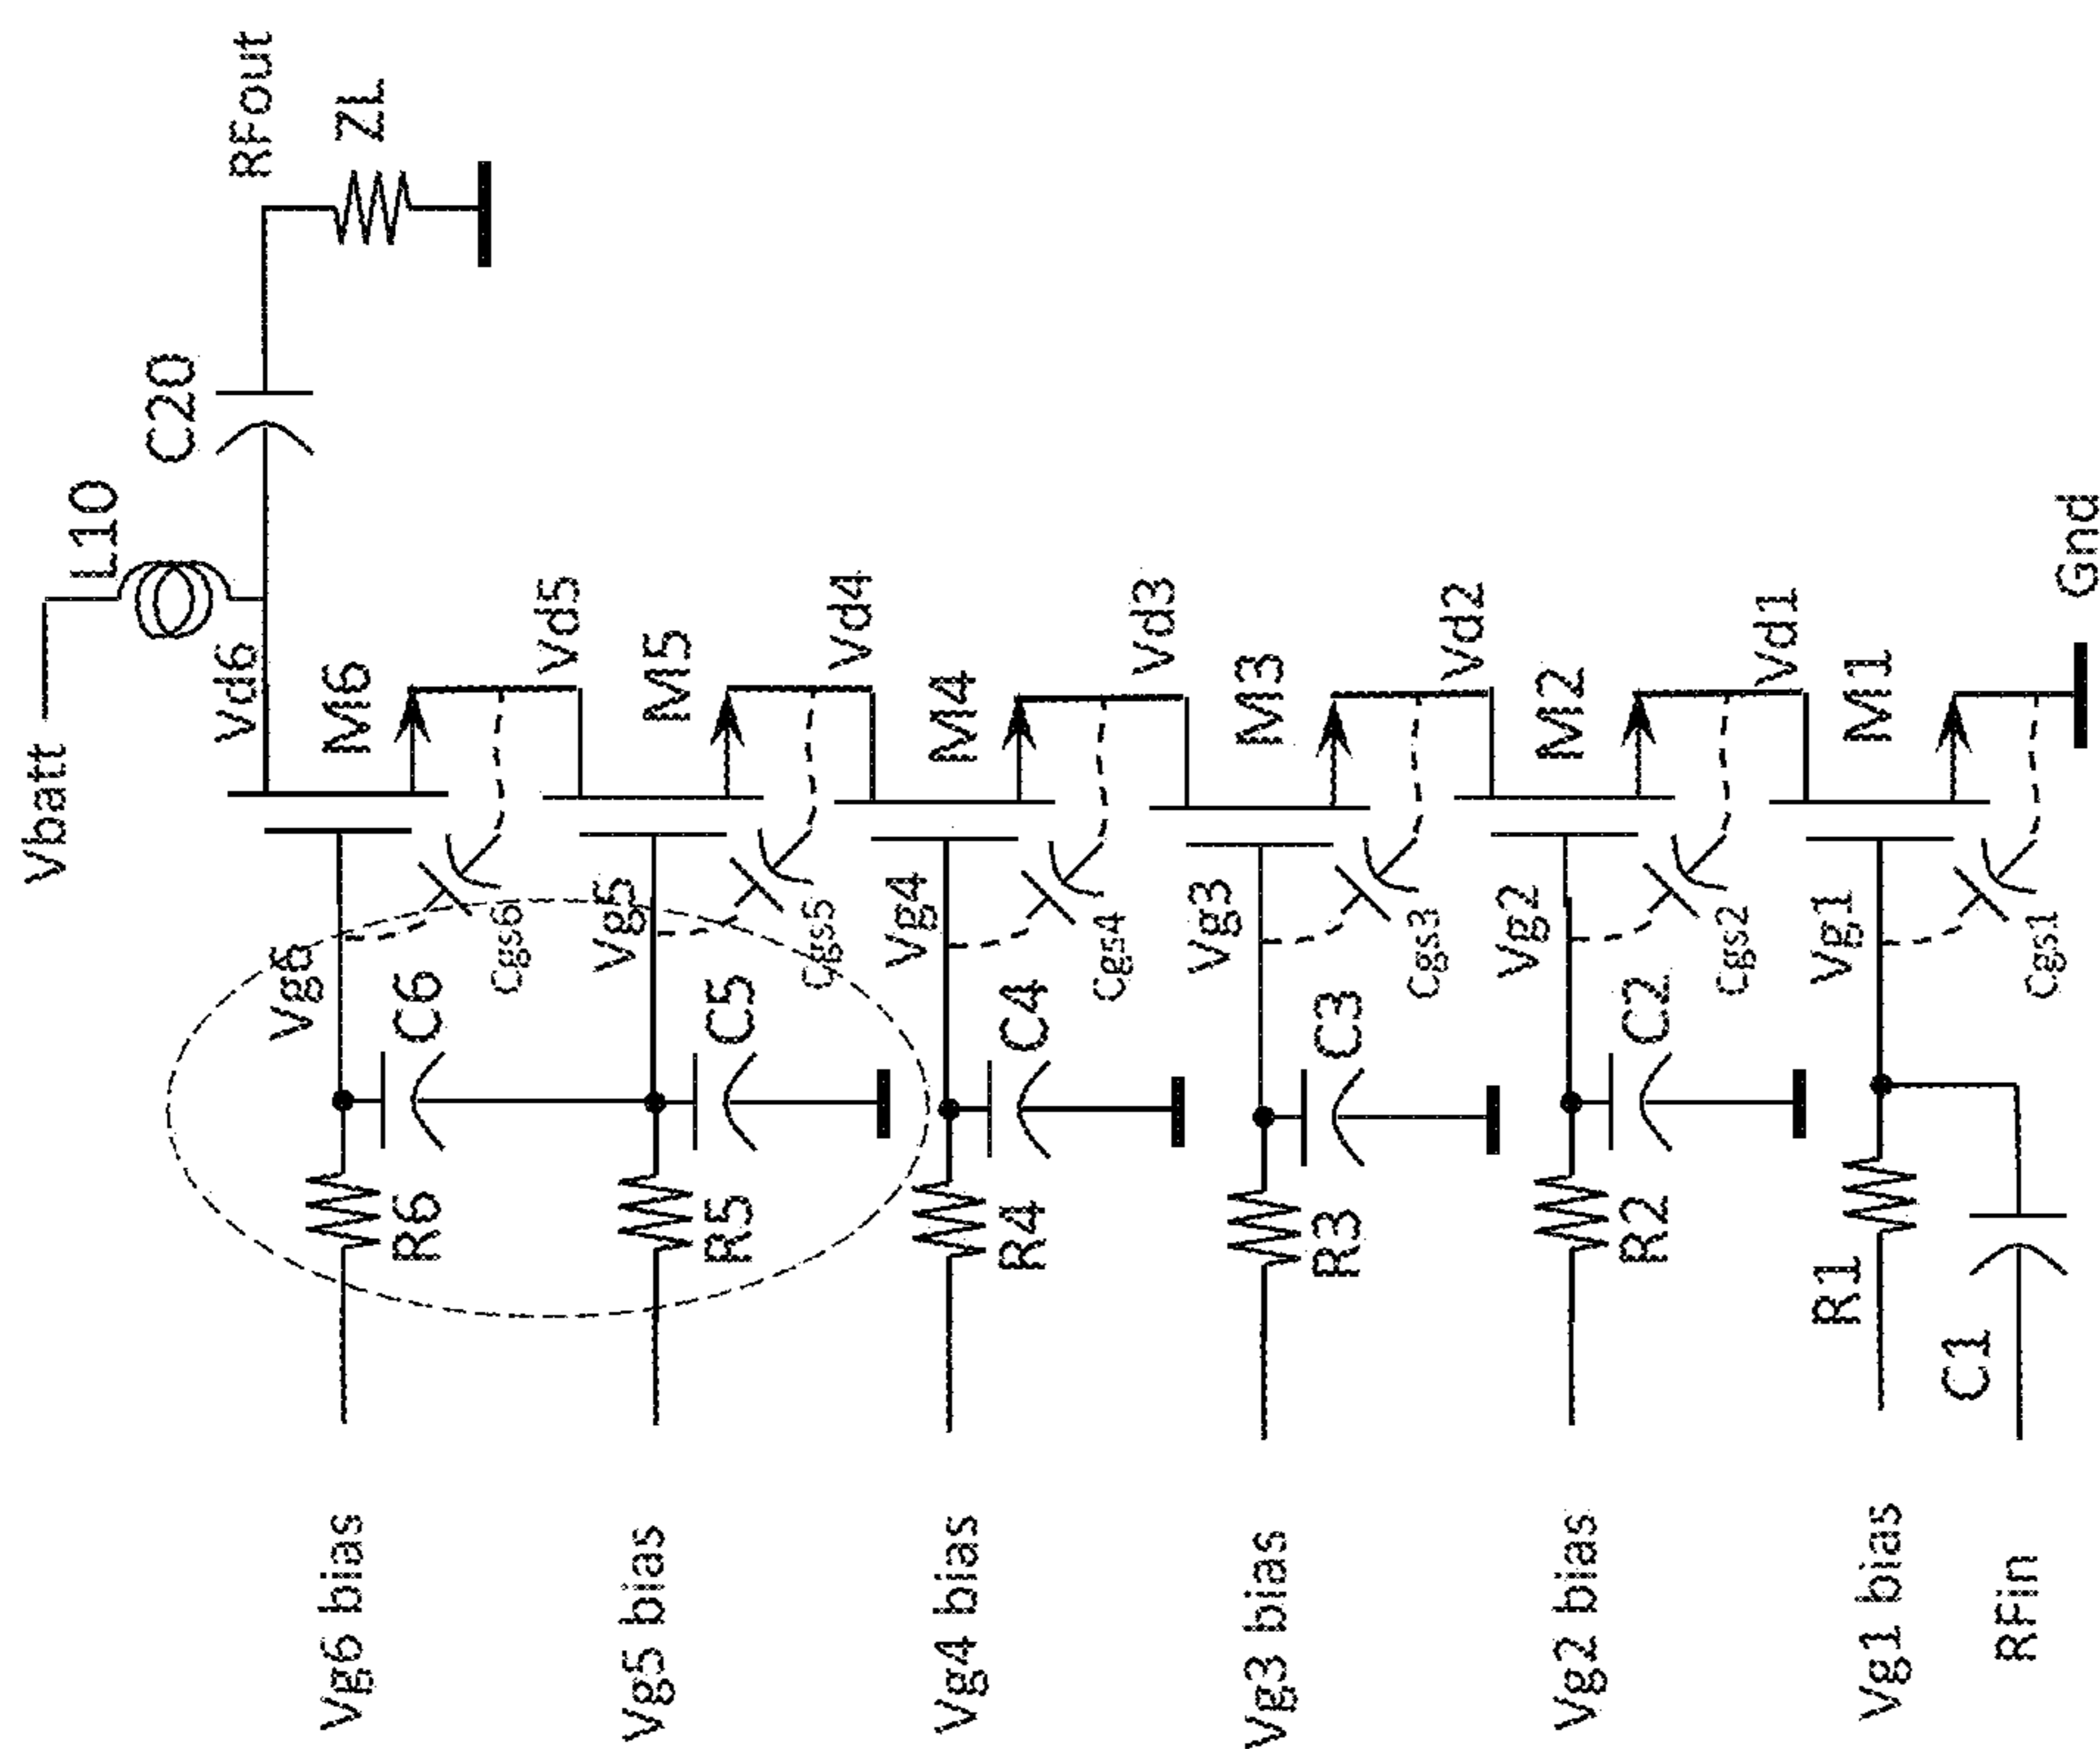 Vbatt
L10
C20
RFout
ZL
Vd6
M6
Vg6
Cgs6
C6
R6
Vg6 bias
Vd5
M5
Vg5
Cgs5
C5
R5
Vg5 bias
Vd4
M4
Vg4
Cgs4
C4
R4
Vg4 bias
Vd3
M3
Vg3
Cgs3
C3
R3
Vg3 bias
Vd2
M2
Vg2
Cgs2
C2
R2
Vg2 bias
Vd1
M1
Vg1
Cgs1
R1
C1
Vg1 bias
RFin
Gnd